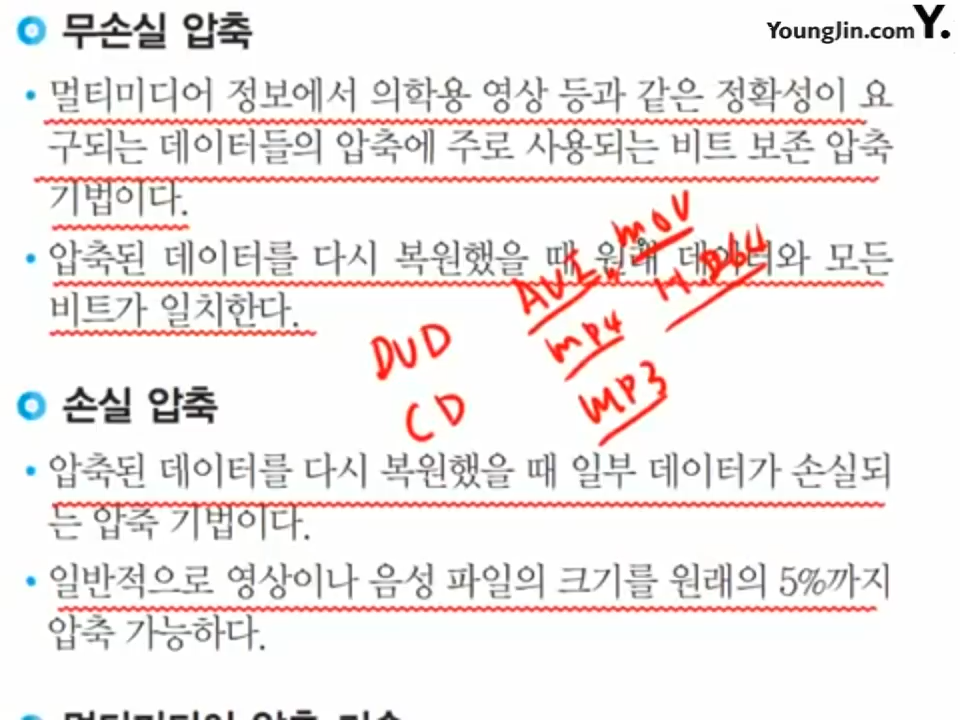 무손실 압축
YoungJin.com Y.
• 멀티미디어 정보에서 의학용 영상 등과 같은 정확성이 요
구되는 데이터들의 압축에 주로 사용되는 비트 보존 압축
기법이다.
• 압축된 데이터를 다시 복원했을 때 원래 데이터와 모든
비트가 일치한다.
AVI, MOV
H.264
DVD
mp4
CD
MP3
손실 압축
• 압축된 데이터를 다시 복원했을 때 일부 데이터가 손실되
는 압축 기법이다.
• 일반적으로 영상이나 음성 파일의 크기를 원래의 5%까지
압축 가능하다.